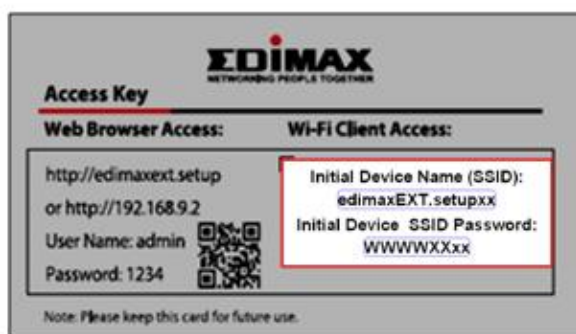 EDIMAX
NETWORKING PEOPLE TOGETHER
Access Key
Web Browser Access:
Wi-Fi Client Access:
http://edimaxext.setup
or http://192.168.9.2
User Name: admin
Password: 1234
Initial Device Name (SSID):
edimaxEXT.setupxx
Initial Device SSID Password:
WWWWXXxx
Note: Please keep this card for future use.